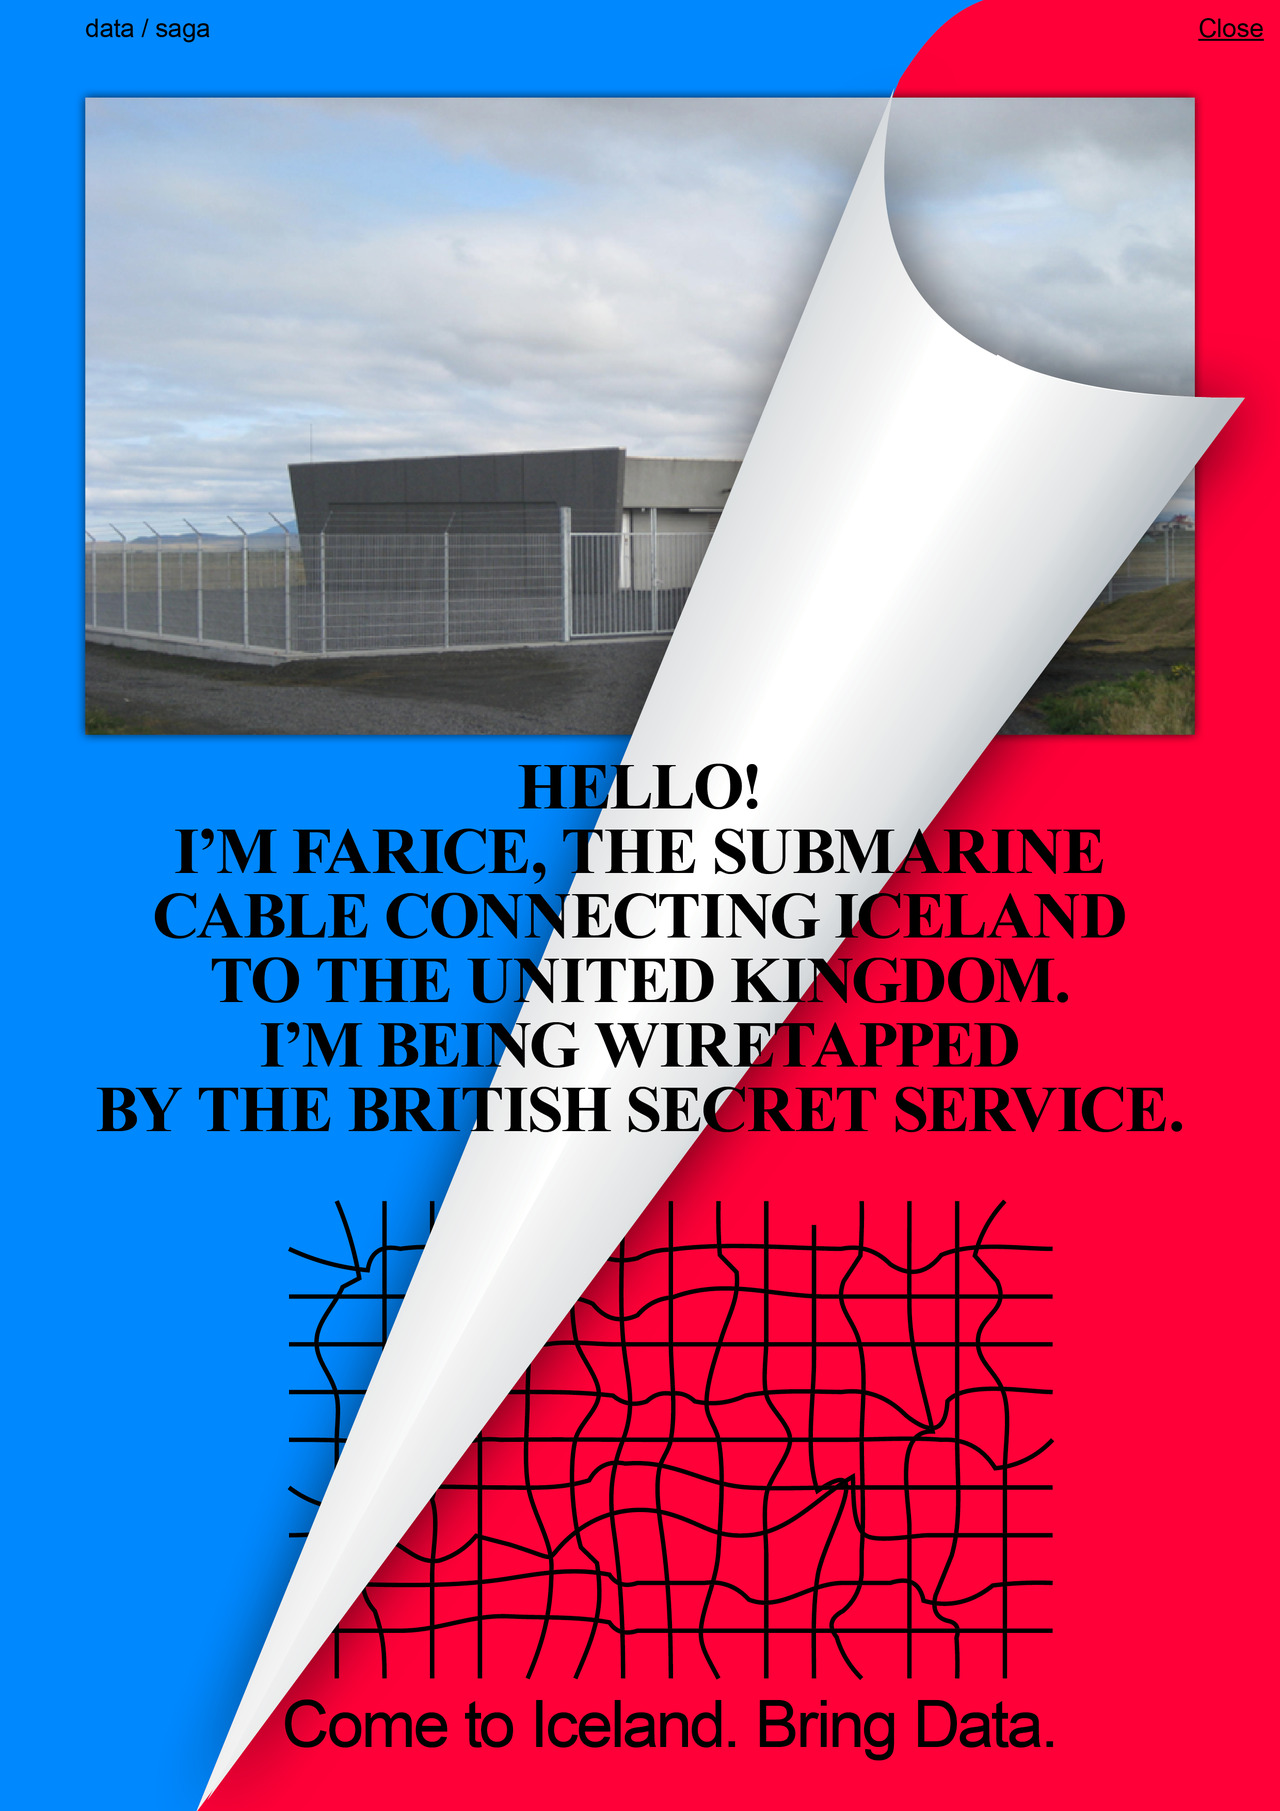 data / saga
Close
HELLO!
I’M FARICE, THE SUBMARINE
CABLE CONNECTING ICELAND
TO THE UNITED KINGDOM.
I’M BEING WIRETAPPED
BY THE BRITISH SECRET SERVICE.
Come to Iceland. Bring Data.